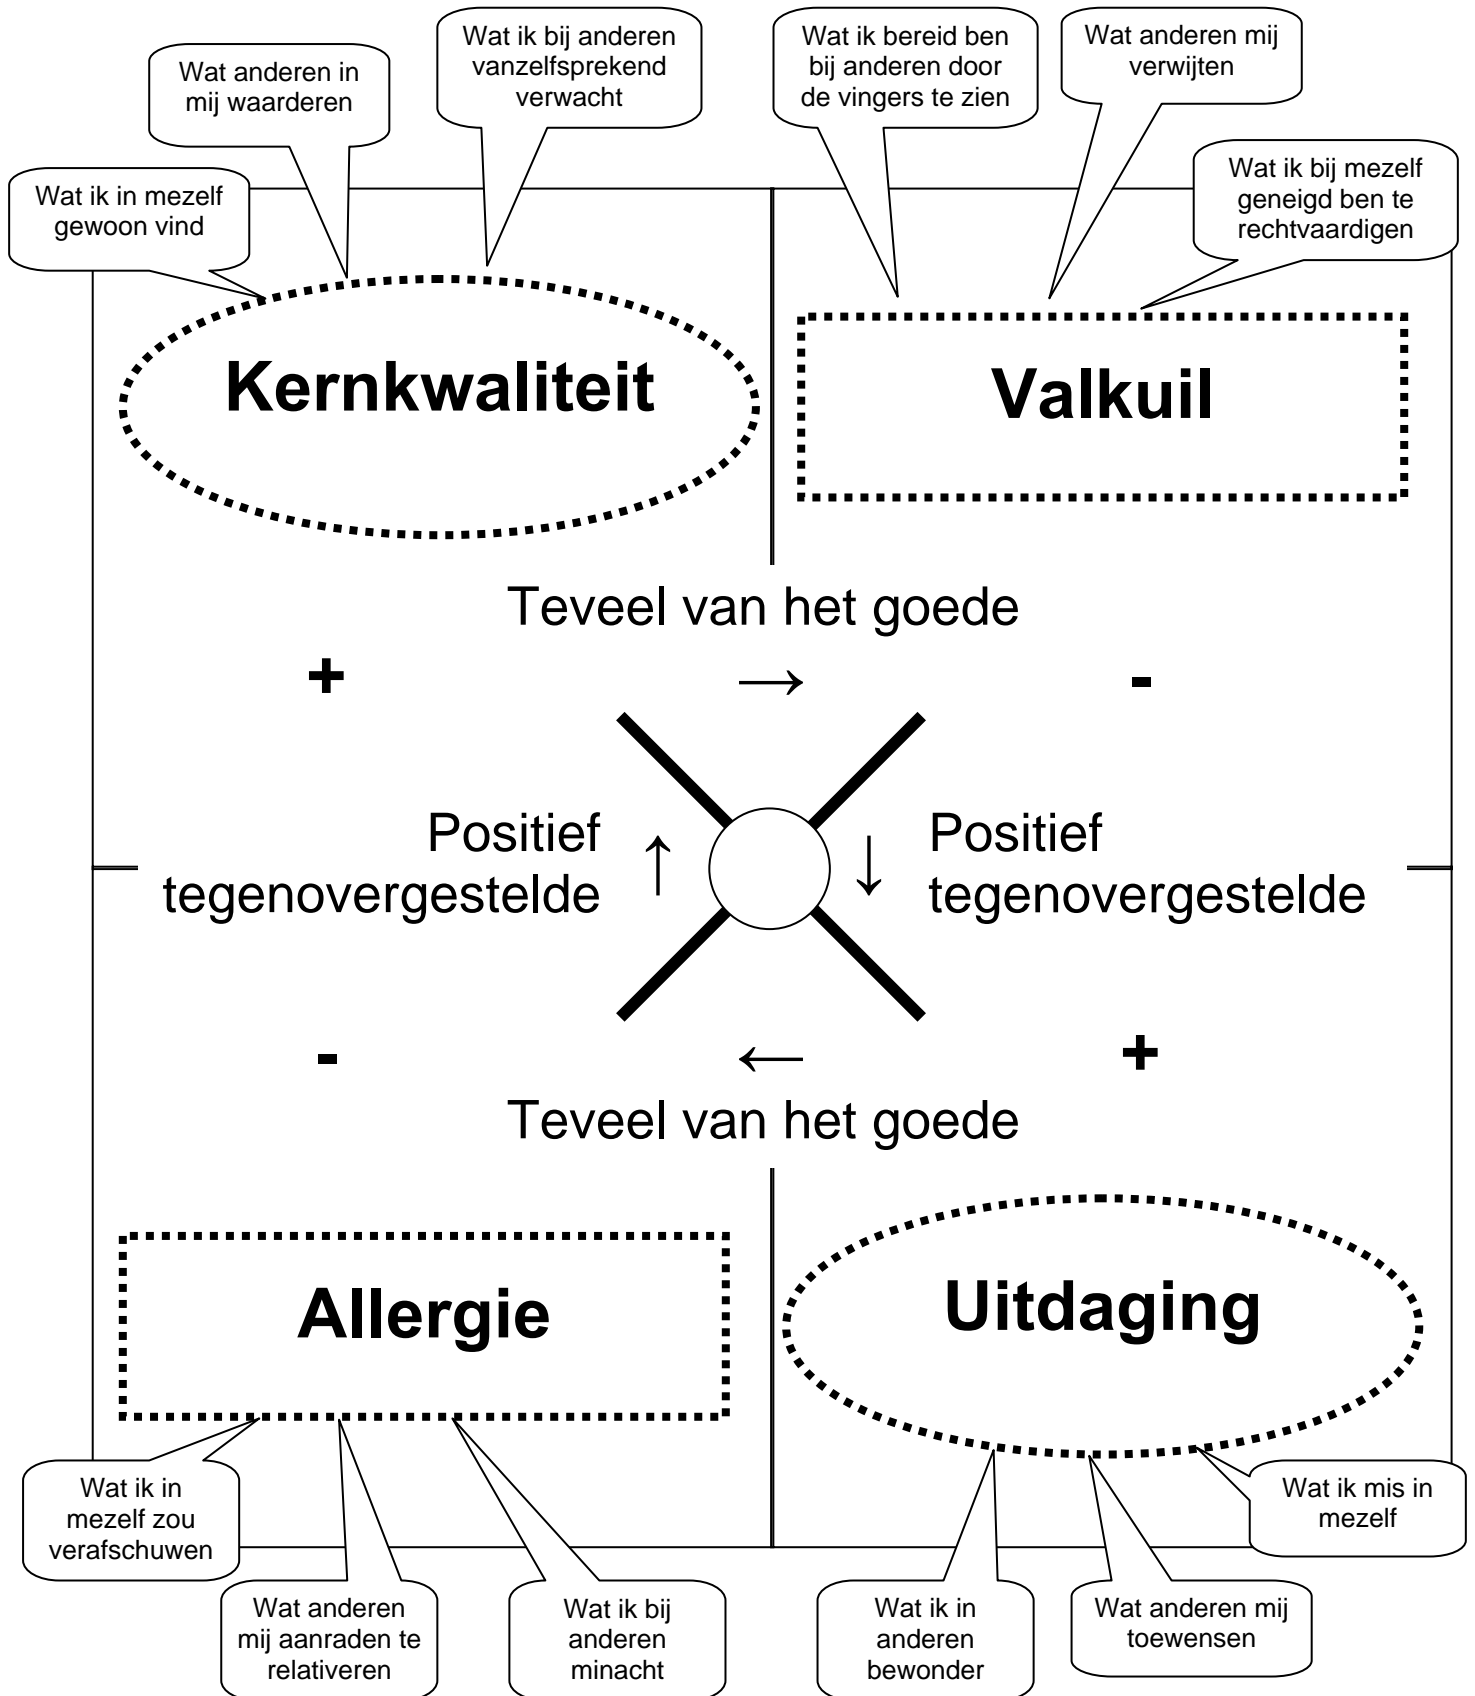 Wat anderen in
mij waarderen
Wat ik bij anderen
vanzelfsprekend
verwacht
Wat ik bereid ben
bij anderen door
de vingers te zien
Wat anderen mij
verwijten
Wat ik in mezelf
gewoon vind
Wat ik bij mezelf
geneigd ben te
rechtvaardigen
Kernkwaliteit
Valkuil
Teveel van het goede
+
→
-
Positief
tegenovergestelde
↑
↓
Positief
tegenovergestelde
-
←
+
Teveel van het goede
Allergie
Uitdaging
Wat ik in
mezelf zou
verafschuwen
Wat anderen
mij aanraden te
relativeren
Wat ik bij
anderen
minacht
Wat ik in
anderen
bewonder
Wat anderen mij
toewensen
Wat ik mis in
mezelf